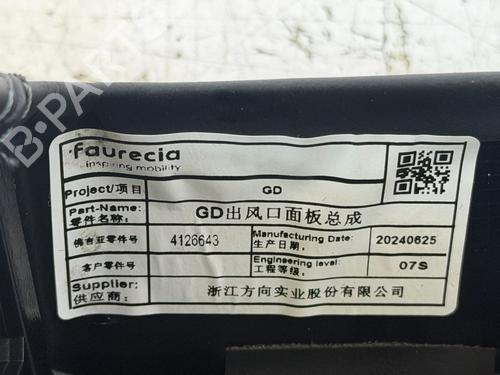 faurecia
inspiring mobility
Project/项目 GD
Part-Name:
零件名称: GD出风口面板总成
佛吉亚零件号 4128643 Manufacturing Date:
生产日期: 20240625
客户零件号 Engineering level:
工程等级: 07S
Supplier:
供应商: 浙江方向实业股份有限公司
B-PARTS